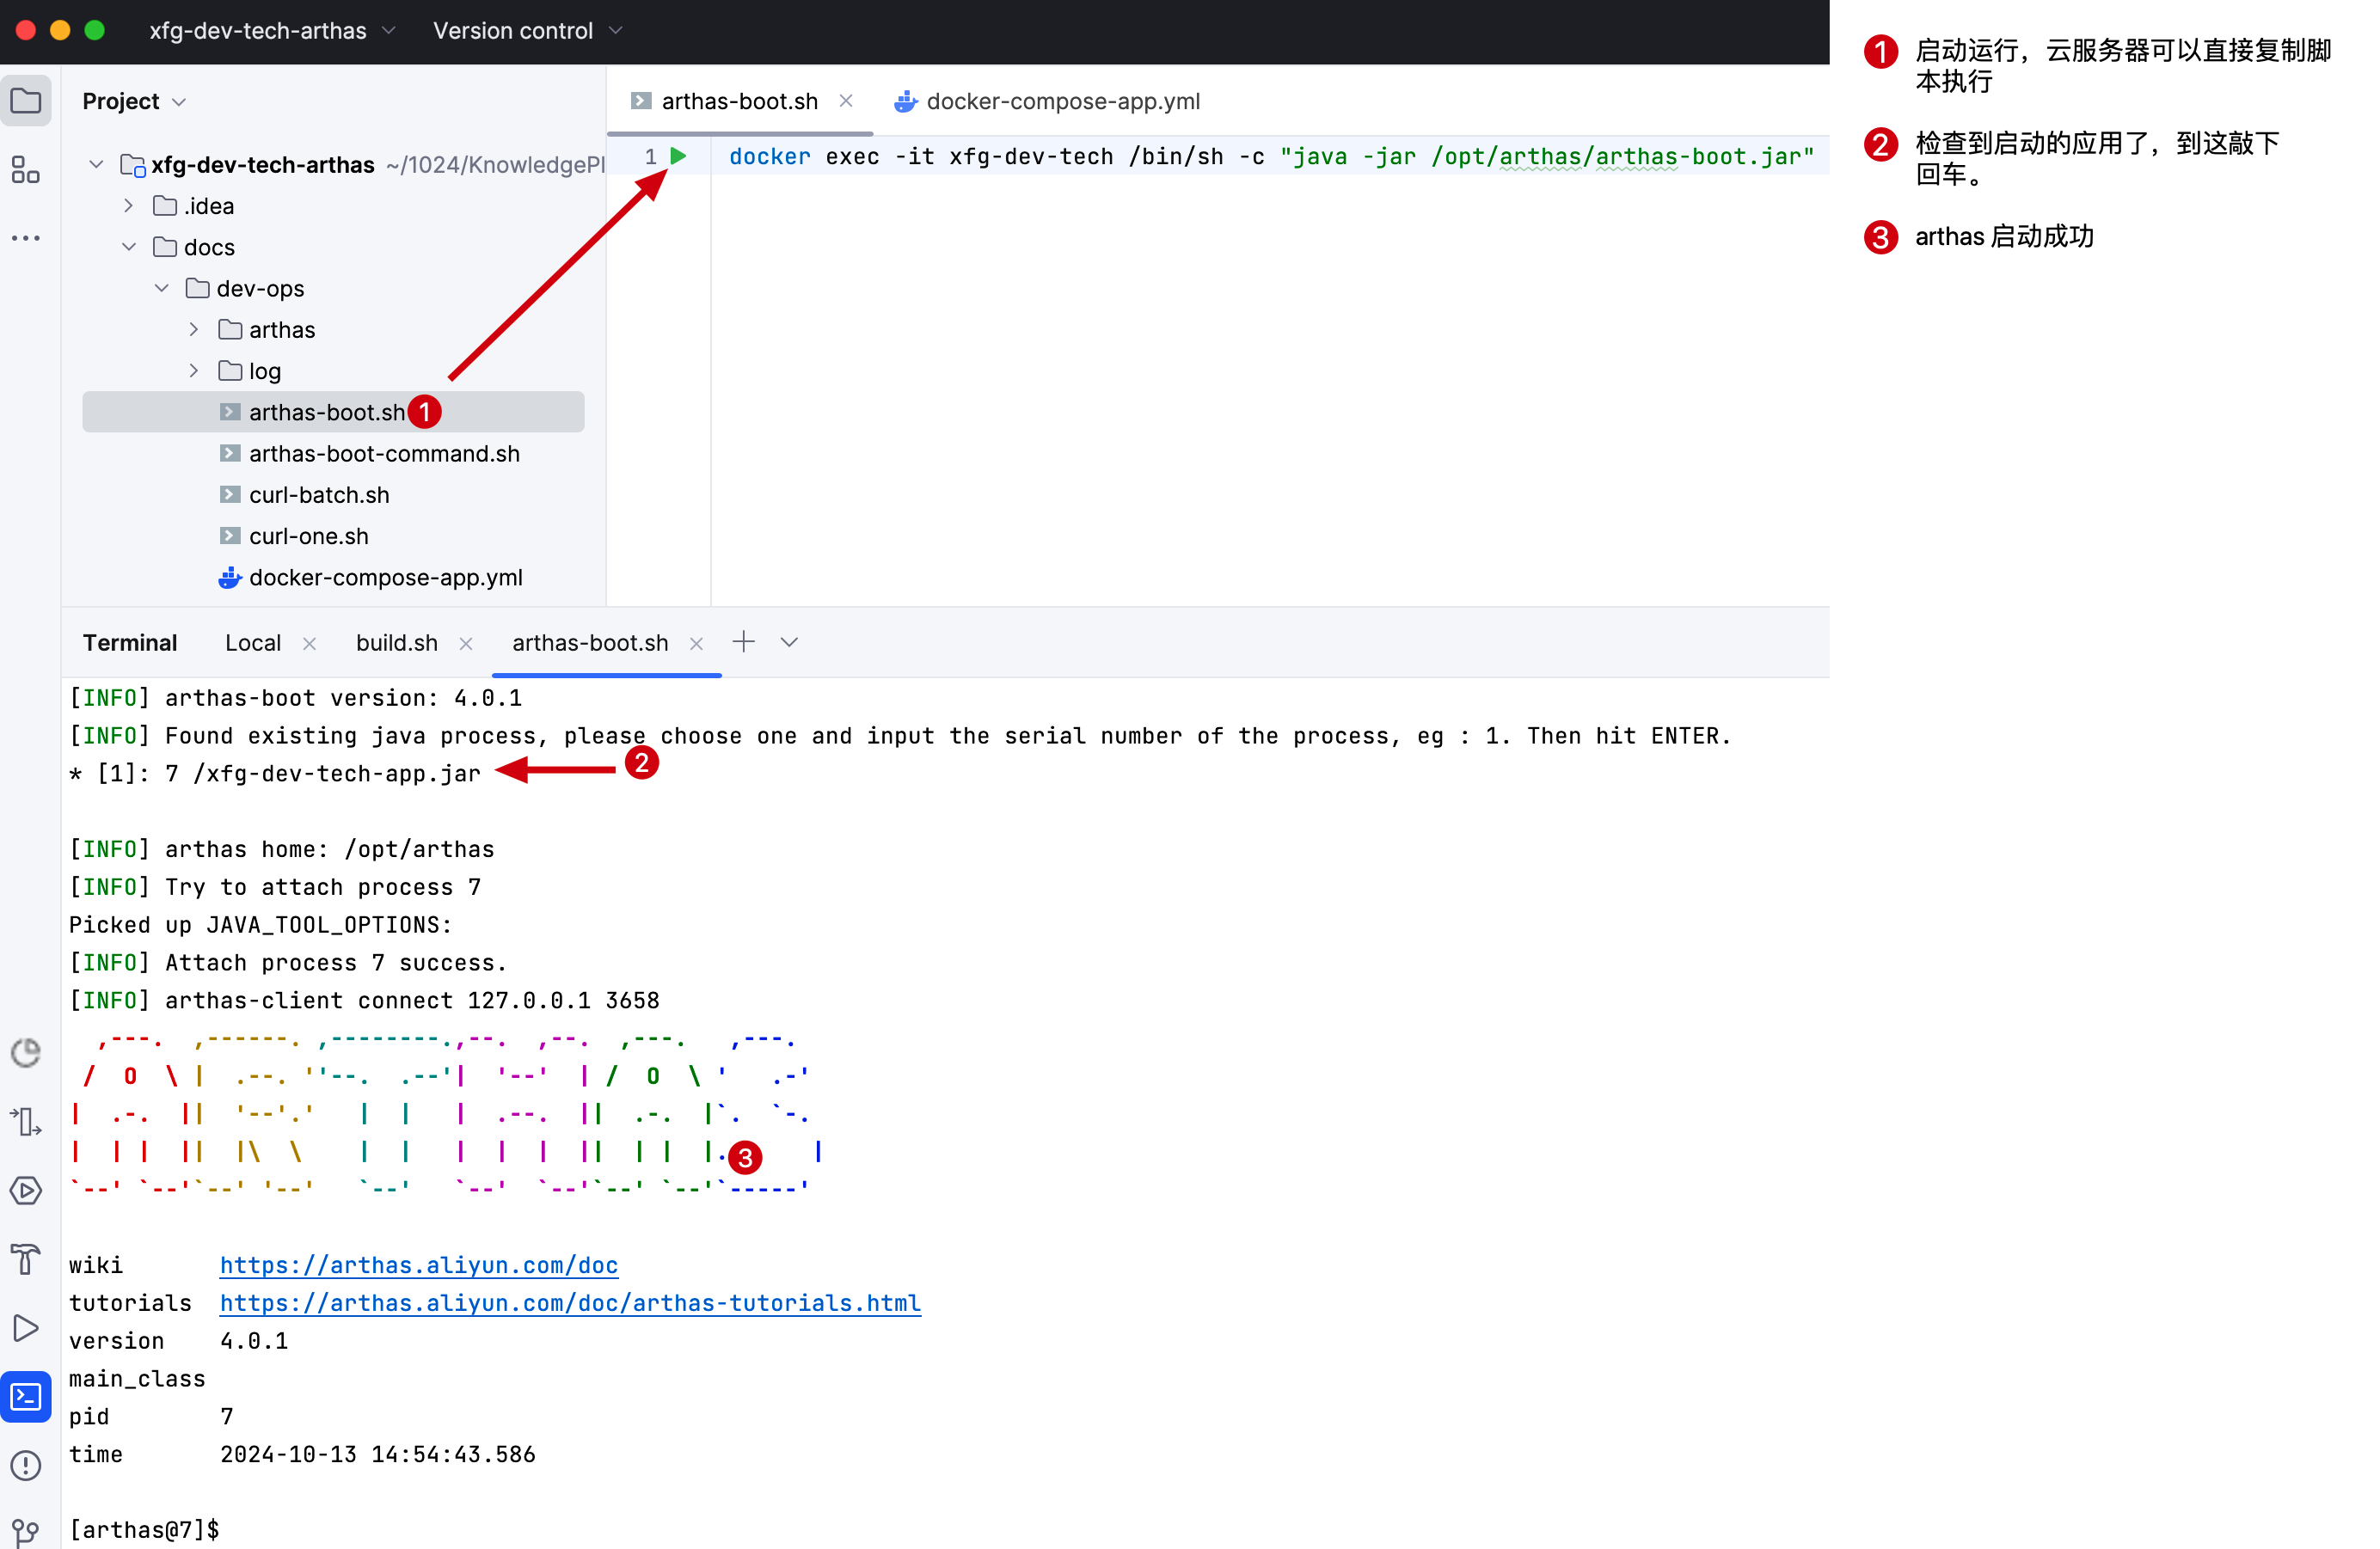 xfg-dev-tech-arthas Version control
Project
xfg-dev-tech-arthas ~/1024/KnowledgePl
.idea
docs
dev-ops
arthas
log
arthas-boot.sh 1
arthas-boot-command.sh
curl-batch.sh
curl-one.sh
docker-compose-app.yml
arthas-boot.sh docker-compose-app.yml
1 docker exec -it xfg-dev-tech /bin/sh -c "java -jar /opt/arthas/arthas-boot.jar"
1 启动运行，云服务器可以直接复制脚
本执行
2 检查到启动的应用了，到这敲下
回车。
3 arthas 启动成功
Terminal Local build.sh arthas-boot.sh
[INFO] arthas-boot version: 4.0.1
[INFO] Found existing java process, please choose one and input the serial number of the process, eg : 1. Then hit ENTER.
* [1]: 7 /xfg-dev-tech-app.jar 2
[INFO] arthas home: /opt/arthas
[INFO] Try to attach process 7
Picked up JAVA_TOOL_OPTIONS:
[INFO] Attach process 7 success.
[INFO] arthas-client connect 127.0.0.1 3658
ARTHAS
3
wiki https://arthas.aliyun.com/doc
tutorials https://arthas.aliyun.com/doc/arthas-tutorials.html
version 4.0.1
main_class
pid 7
time 2024-10-13 14:54:43.586
[arthas@7]$